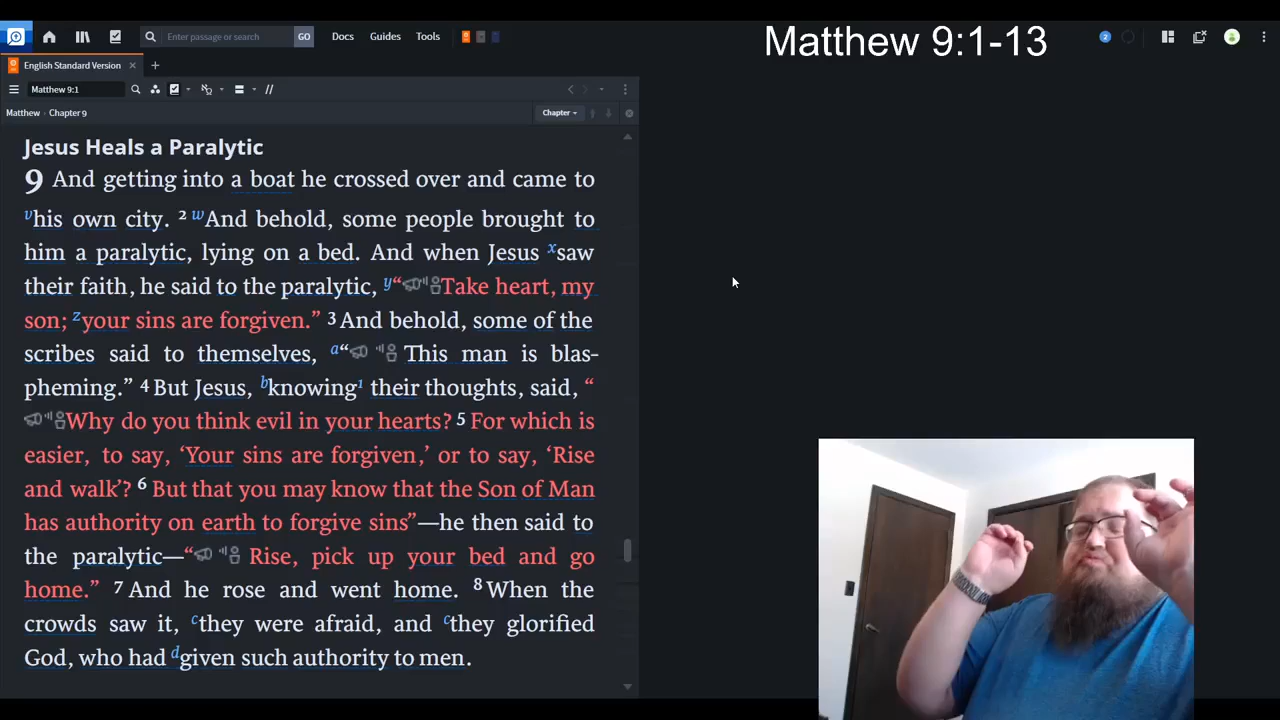 Matthew 9:1-13
Enter passage or search GO Docs Guides Tools 2
English Standard Version × +
Matthew 9:1
Matthew › Chapter 9 Chapter
Jesus Heals a Paralytic
9 And getting into a boat he crossed over and came to
v his own city. 2 w And behold, some people brought to
him a paralytic, lying on a bed. And when Jesus x saw
their faith, he said to the paralytic, y “Take heart, my
son; z your sins are forgiven.” 3 And behold, some of the
scribes said to themselves, a “This man is blas-
pheming.” 4 But Jesus, b knowing 1 their thoughts, said, “
Why do you think evil in your hearts? 5 For which is
easier, to say, ‘Your sins are forgiven,’ or to say, ‘Rise
and walk’? 6 But that you may know that the Son of Man
has authority on earth to forgive sins”—he then said to
the paralytic—“Rise, pick up your bed and go
home.” 7 And he rose and went home. 8 When the
crowds saw it, c they were afraid, and c they glorified
God, who had d given such authority to men.